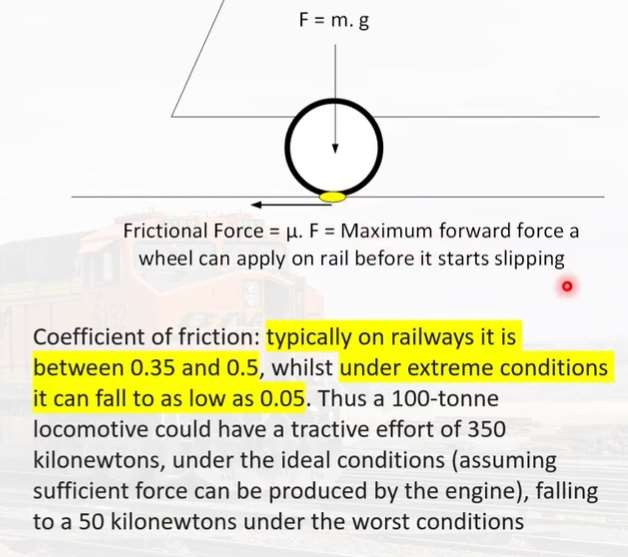 F = m. g
Frictional Force = μ. F = Maximum forward force a
wheel can apply on rail before it starts slipping
Coefficient of friction: typically on railways it is
between 0.35 and 0.5, whilst under extreme conditions
it can fall to as low as 0.05. Thus a 100-tonne
locomotive could have a tractive effort of 350
kilonewtons, under the ideal conditions (assuming
sufficient force can be produced by the engine), falling
to a 50 kilonewtons under the worst conditions